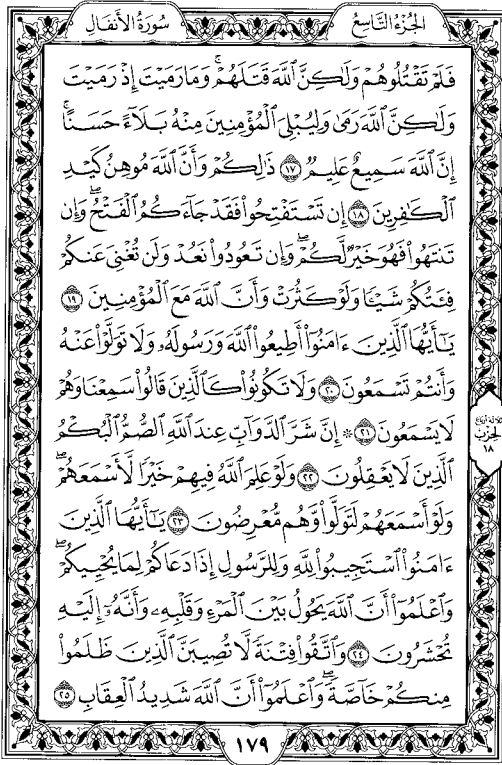 سُورَةُ الأَنفَالِ
الجُزءُ التَّاسِعُ
فَلَمْ تَقْتُلُوهُمْ وَلَٰكِنَّ ٱللَّهَ قَتَلَهُمْ ۚ وَمَا رَمَيْتَ إِذْ رَمَيْتَ
وَلَٰكِنَّ ٱللَّهَ رَمَىٰ وَلِيُبْلِىَ ٱلْمُؤْمِنِينَ مِنْهُ بَلَآءً حَسَنًا ۚ
إِنَّ ٱللَّهَ سَمِيعٌ عَلِيمٌ ۝١٧ ذَٰلِكُمْ وَأَنَّ ٱللَّهَ مُوهِنُ كَيْدِ
ٱلْكَٰفِرِينَ ۝١٨ إِن تَسْتَفْتِحُوا۟ فَقَدْ جَآءَكُمُ ٱلْفَتْحُ ۖ وَإِن
تَنتَهُوا۟ فَهُوَ خَيْرٌ لَّكُمْ ۖ وَإِن تَعُودُوا۟ نَعُدْ وَلَن تُغْنِىَ عَنكُمْ
فِئَتُكُمْ شَيْـًٔا وَلَوْ كَثُرَتْ وَأَنَّ ٱللَّهَ مَعَ ٱلْمُؤْمِنِينَ ۝١٩
يَٰٓأَيُّهَا ٱلَّذِينَ ءَامَنُوٓا۟ أَطِيعُوا۟ ٱللَّهَ وَرَسُولَهُۥ وَلَا تَوَلَّوْا۟ عَنْهُ
وَأَنتُمْ تَسْمَعُونَ ۝٢٠ وَلَا تَكُونُوا۟ كَٱلَّذِينَ قَالُوا۟ سَمِعْنَا وَهُمْ
لَا يَسْمَعُونَ ۝٢١ ۞ إِنَّ شَرَّ ٱلدَّوَآبِّ عِندَ ٱللَّهِ ٱلصُّمُّ ٱلْبُكْمُ
ٱلَّذِينَ لَا يَعْقِلُونَ ۝٢٢ وَلَوْ عَلِمَ ٱللَّهُ فِيهِمْ خَيْرًا لَّأَسْمَعَهُمْ ۖ
وَلَوْ أَسْمَعَهُمْ لَتَوَلَّوا۟ وَّهُم مُّعْرِضُونَ ۝٢٣ يَٰٓأَيُّهَا ٱلَّذِينَ
ءَامَنُوا۟ ٱسْتَجِيبُوا۟ لِلَّهِ وَلِلرَّسُولِ إِذَا دَعَاكُمْ لِمَا يُحْيِيكُمْ ۖ
وَٱعْلَمُوٓا۟ أَنَّ ٱللَّهَ يَحُولُ بَيْنَ ٱلْمَرْءِ وَقَلْبِهِۦ وَأَنَّهُۥٓ إِلَيْهِ
تُحْشَرُونَ ۝٢٤ وَٱتَّقُوا۟ فِتْنَةً لَّا تُصِيبَنَّ ٱلَّذِينَ ظَلَمُوا۟
مِنكُمْ خَآصَّةً ۖ وَٱعْلَمُوٓا۟ أَنَّ ٱللَّهَ شَدِيدُ ٱلْعِقَابِ ۝٢٥
ثلاثة أرباع
الحزب
١٨
١٧٩